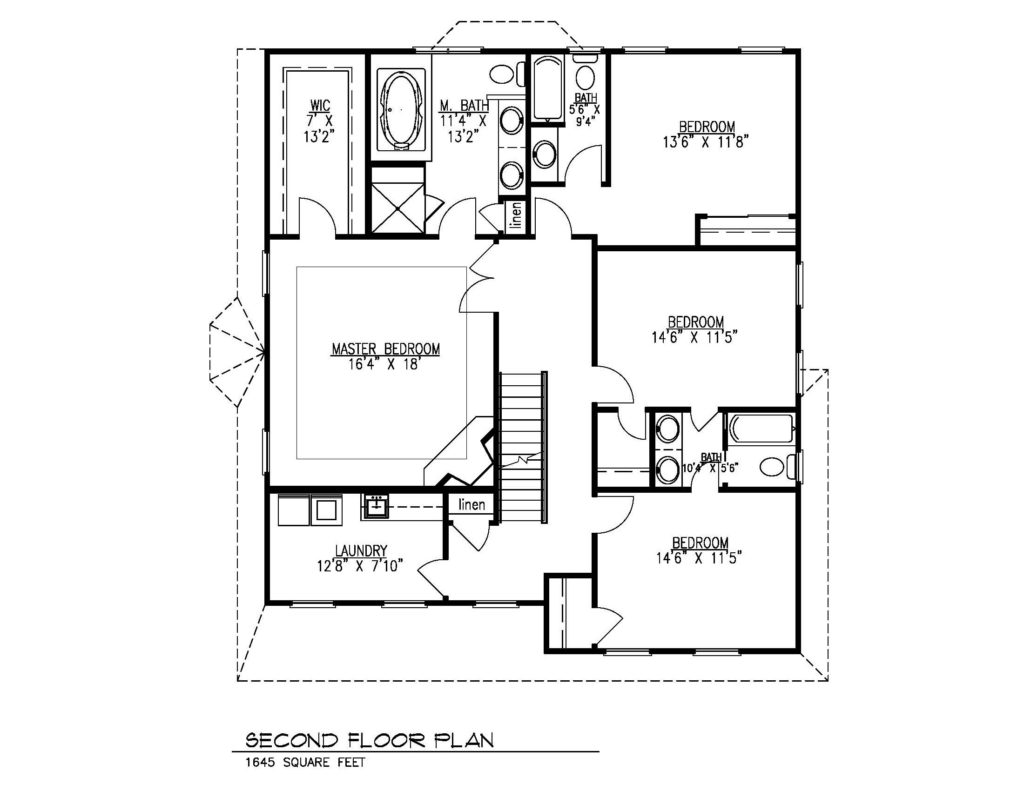 WIC
7' X
13'2"
M. BATH
11'4" X
13'2"
BATH
5'6" X
9'4"
BEDROOM
13'6" X 11'8"
linen
MASTER BEDROOM
16'4" X 18'
BEDROOM
14'6" X 11'5"
BATH
10'4" X 5'6"
linen
LAUNDRY
12'8" X 7'10"
BEDROOM
14'6" X 11'5"
SECOND FLOOR PLAN
1645 SQUARE FEET